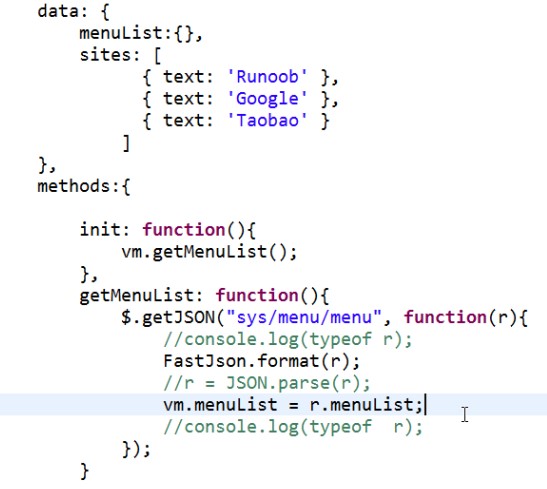 data: {
menuList:{},
sites: [
{ text: 'Runoob' },
{ text: 'Google' },
{ text: 'Taobao' }
]
},
methods:{
init: function(){
vm.getMenuList();
},
getMenuList: function(){
$.getJSON("sys/menu/menu", function(r){
//console.log(typeof r);
FastJson.format(r);
//r = JSON.parse(r);
vm.menuList = r.menuList;
//console.log(typeof  r);
});
}